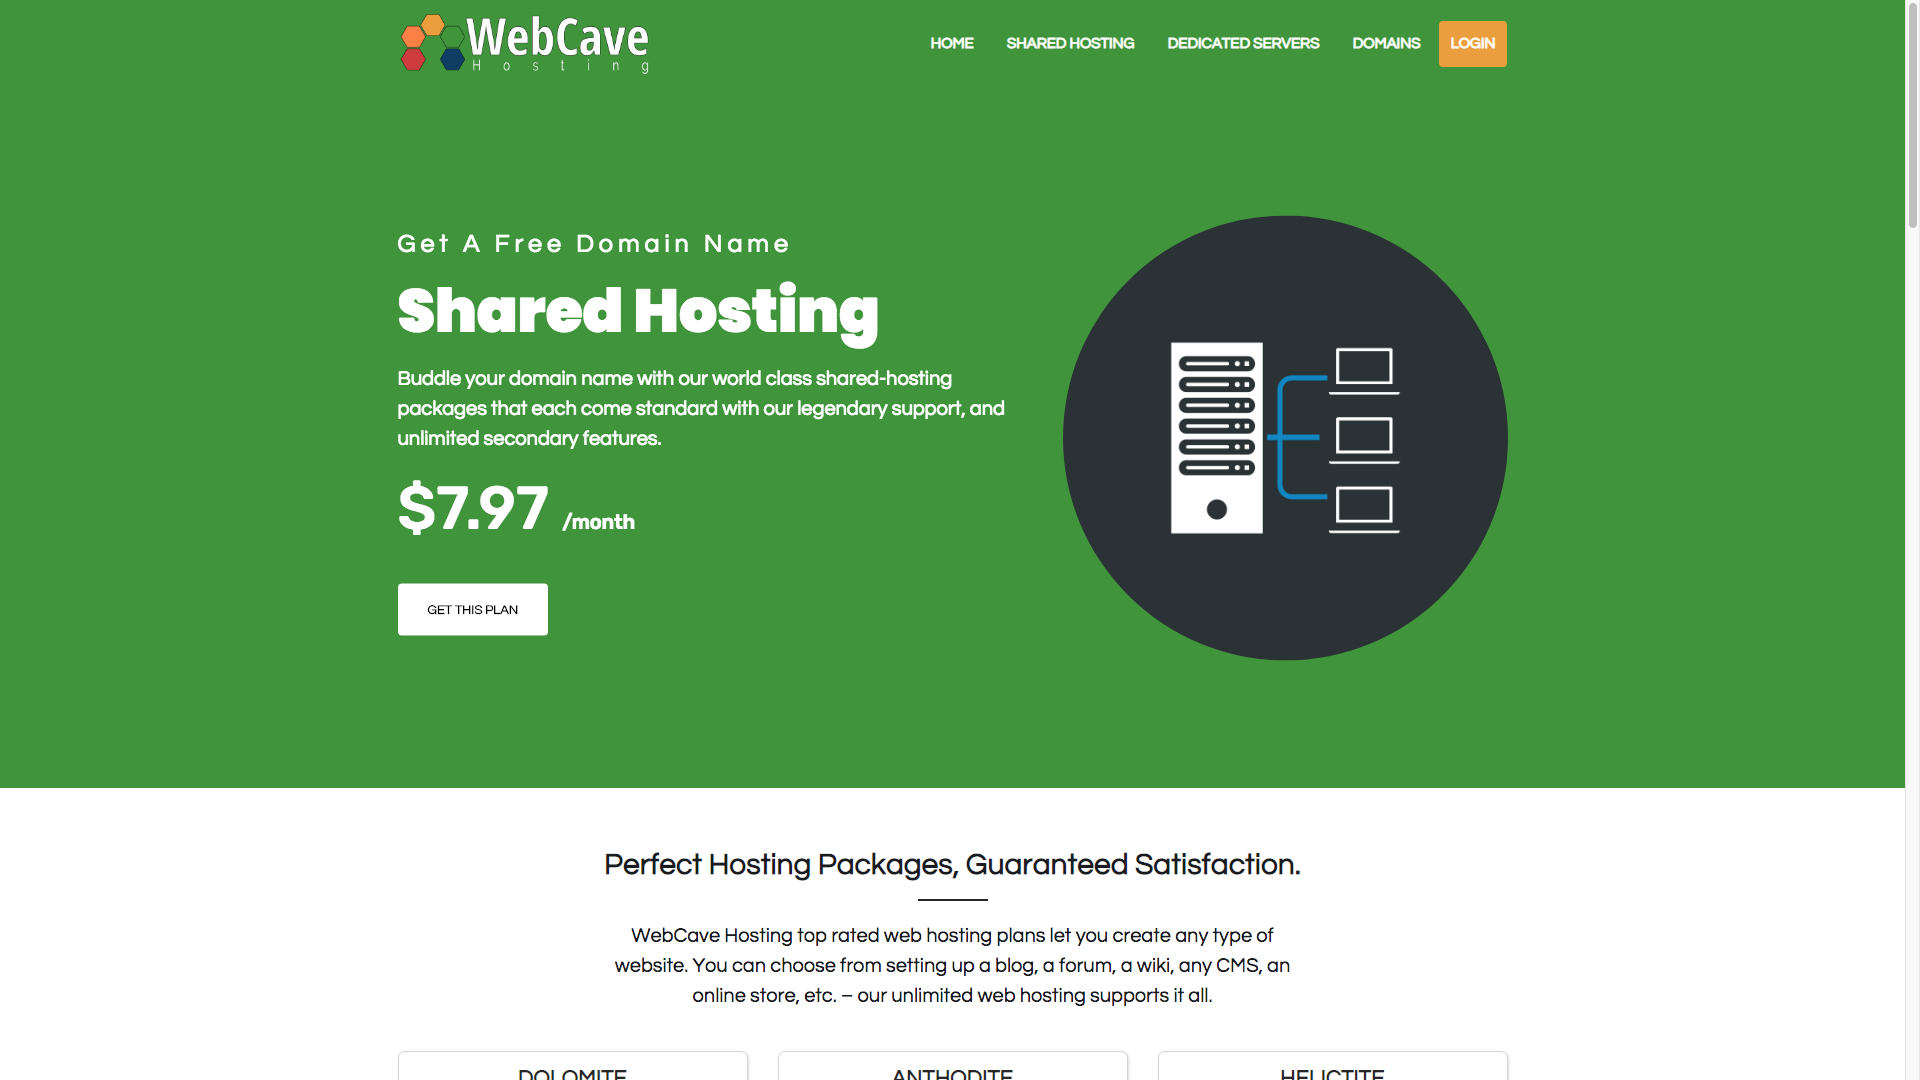 WebCave
Hosting
HOME SHARED HOSTING DEDICATED SERVERS DOMAINS LOGIN
Get A Free Domain Name
Shared Hosting
Buddle your domain name with our world class shared-hosting
packages that each come standard with our legendary support, and
unlimited secondary features.
$7.97 /month
GET THIS PLAN
Perfect Hosting Packages, Guaranteed Satisfaction.
WebCave Hosting top rated web hosting plans let you create any type of
website. You can choose from setting up a blog, a forum, a wiki, any CMS, an
online store, etc. – our unlimited web hosting supports it all.
DOLOMITE ANTHODITE HELICTITE